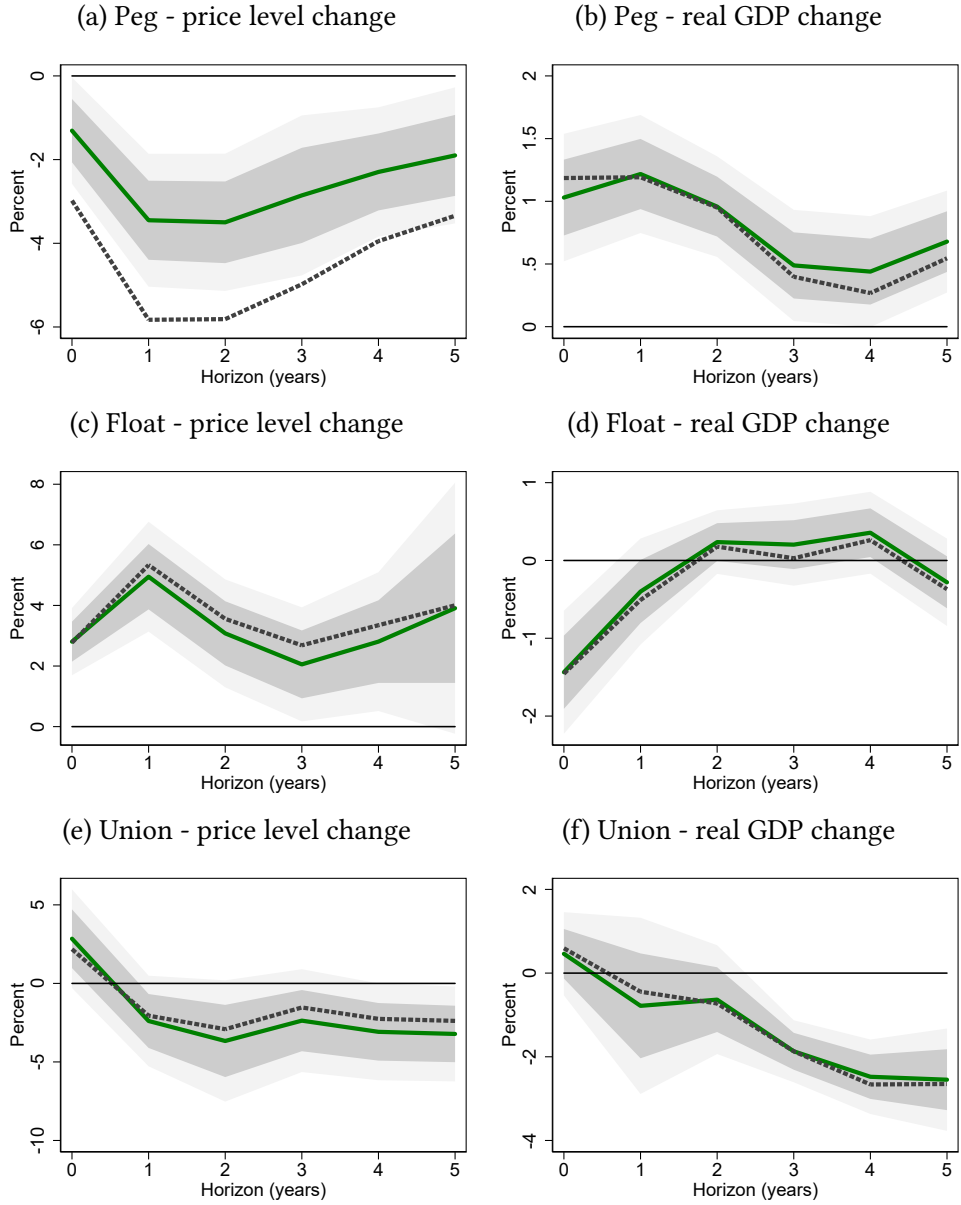 (a) Peg - price level change
Percent
0
-2
-4
-6
0 1 2 3 4 5
Horizon (years)
(b) Peg - real GDP change
Percent
2
1.5
1
.5
0
0 1 2 3 4 5
Horizon (years)
(c) Float - price level change
Percent
8
6
4
2
0
0 1 2 3 4 5
Horizon (years)
(d) Float - real GDP change
Percent
1
0
-1
-2
0 1 2 3 4 5
Horizon (years)
(e) Union - price level change
Percent
5
0
-5
-10
0 1 2 3 4 5
Horizon (years)
(f) Union - real GDP change
Percent
2
0
-2
-4
0 1 2 3 4 5
Horizon (years)